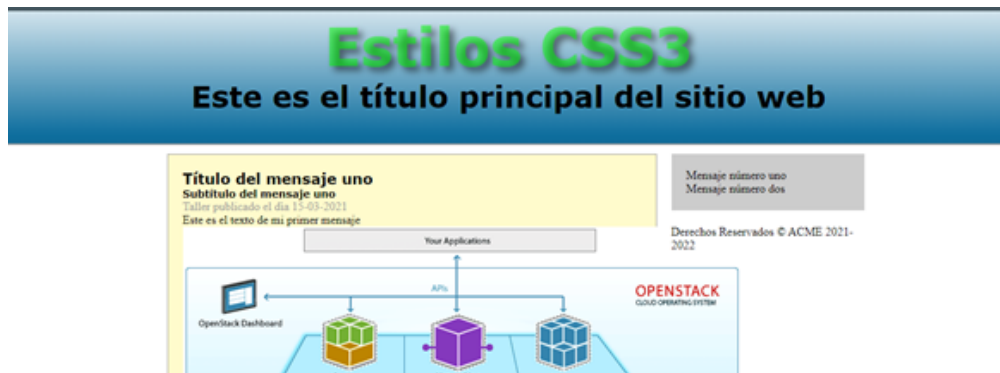 Estilos CSS3
Este es el título principal del sitio web
Título del mensaje uno
Subtítulo del mensaje uno
Taller publicado el dia 15-03-2021
Este es el texto de mi primer mensaje
Your Applications
APIs
OpenStack Dashboard
OPENSTACK
CLOUD OPERATING SYSTEM
Mensaje número uno
Mensaje número dos
Derechos Reservados © ACME 2021-
2022